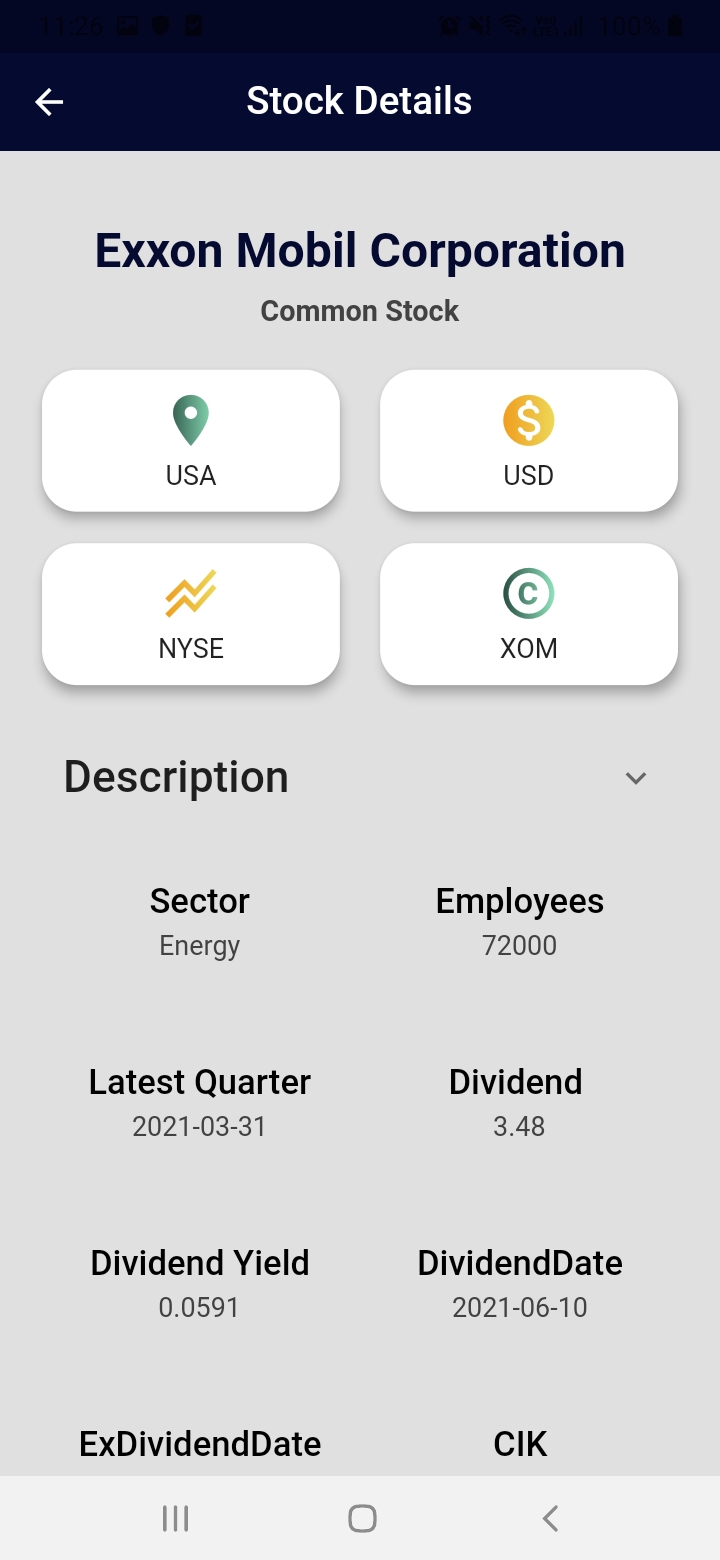 11:26 100%
Stock Details
Exxon Mobil Corporation
Common Stock
USA USD
NYSE XOM
Description
Sector Employees
Energy 72000
Latest Quarter Dividend
2021-03-31 3.48
Dividend Yield DividendDate
0.0591 2021-06-10
ExDividendDate CIK